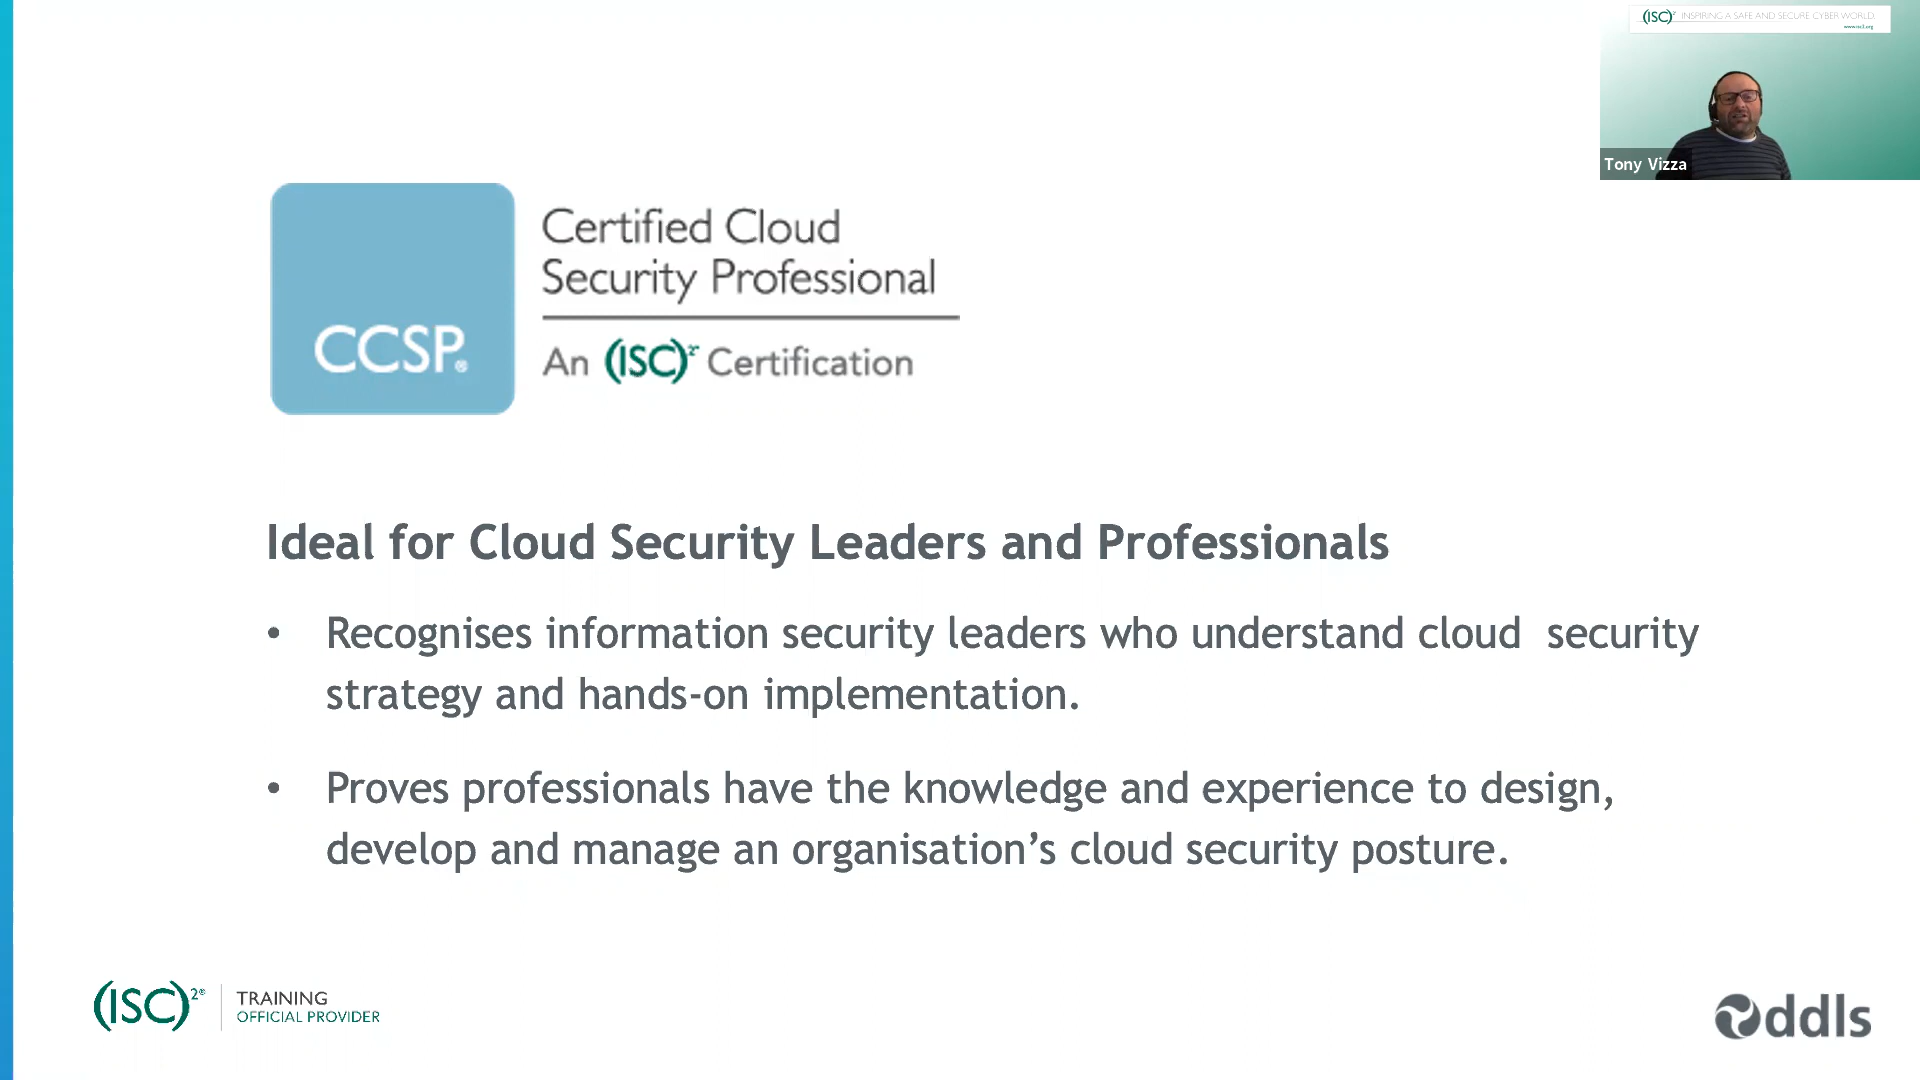 (ISC)² INSPIRING A SAFE AND SECURE CYBER WORLD.
www.isc2.org
Tony Vizza
Certified Cloud
Security Professional
CCSP®
An (ISC)²® Certification
Ideal for Cloud Security Leaders and Professionals
• Recognises information security leaders who understand cloud  security
strategy and hands-on implementation.
• Proves professionals have the knowledge and experience to design,
develop and manage an organisation’s cloud security posture.
(ISC)²® TRAINING
OFFICIAL PROVIDER
ddls